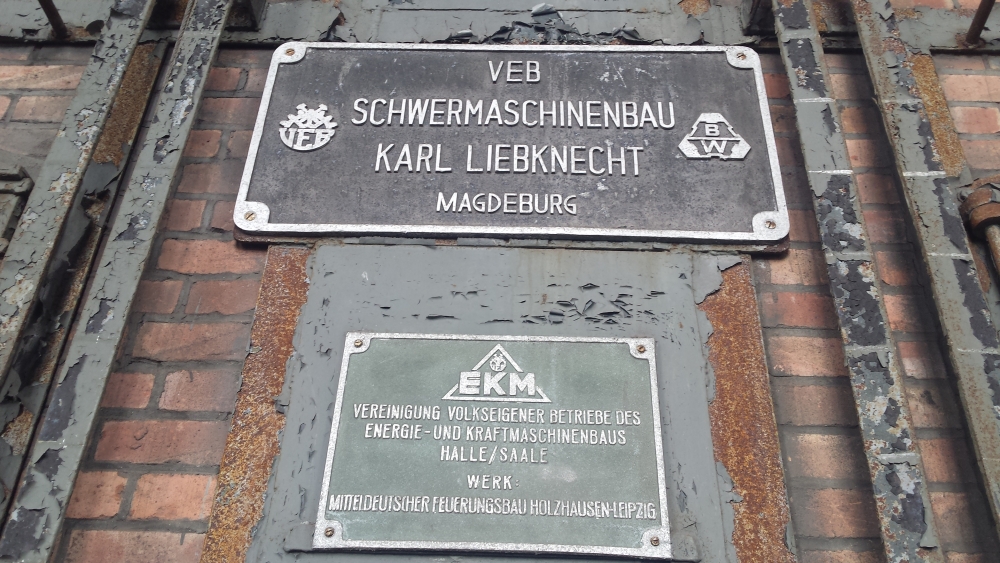 VEB
SCHWERMASCHINENBAU
VEB
BW
KARL LIEBKNECHT
MAGDEBURG
EKM
VEREINIGUNG VOLKSEIGENER BETRIEBE DES
ENERGIE-UND KRAFTMASCHINENBAUS
HALLE/SAALE
WERK:
MITTELDEUTSCHER FEUERUNGSBAU HOLZHAUSEN-LEIPZIG